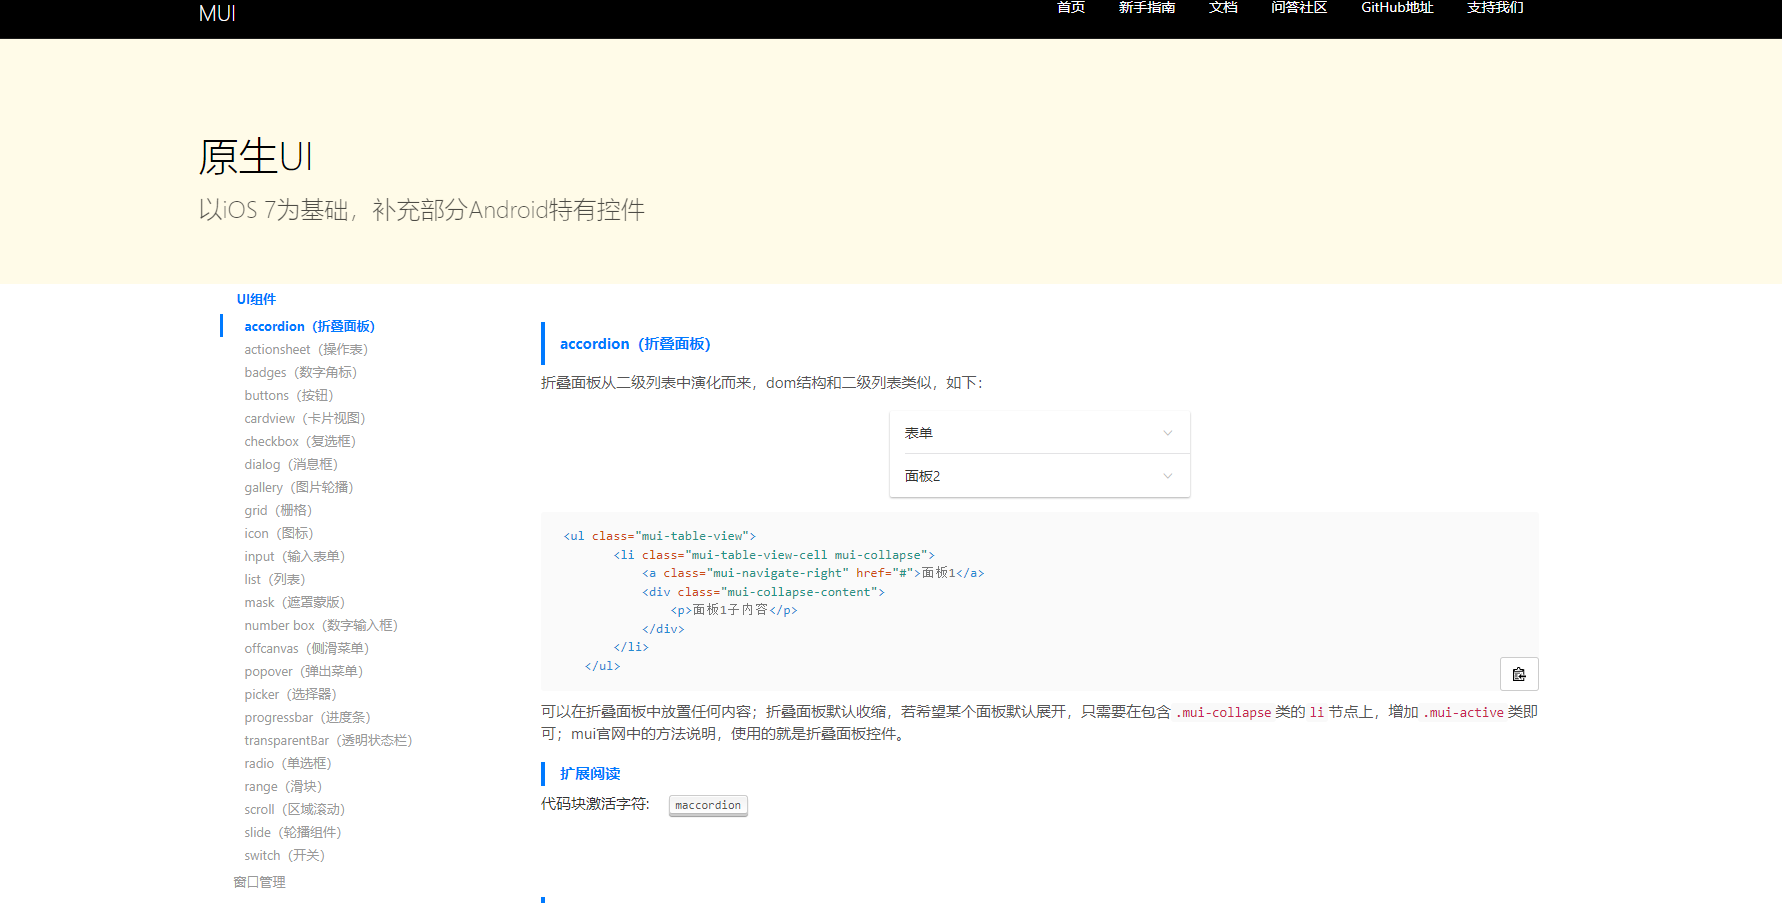 MUI
首页 新手指南 文档 问答社区 GitHub地址 支持我们
原生UI
以iOS 7为基础，补充部分Android特有控件
UI组件
accordion（折叠面板）
actionsheet（操作表）
badges（数字角标）
buttons（按钮）
cardview（卡片视图）
checkbox（复选框）
dialog（消息框）
gallery（图片轮播）
grid（栅格）
icon（图标）
input（输入表单）
list（列表）
mask（遮罩蒙版）
number box（数字输入框）
offcanvas（侧滑菜单）
popover（弹出菜单）
picker（选择器）
progressbar（进度条）
transparentBar（透明状态栏）
radio（单选框）
range（滑块）
scroll（区域滚动）
slide（轮播组件）
switch（开关）
窗口管理
accordion（折叠面板）
折叠面板从二级列表中演化而来，dom结构和二级列表类似，如下：
表单
面板2
<ul class="mui-table-view">
<li class="mui-table-view-cell mui-collapse">
<a class="mui-navigate-right" href="#">面板1</a>
<div class="mui-collapse-content">
<p>面板1子内容</p>
</div>
</li>
</ul>
可以在折叠面板中放置任何内容；折叠面板默认收缩，若希望某个面板默认展开，只需要在包含 .mui-collapse 类的 li 节点上，增加 .mui-active 类即
可；mui官网中的方法说明，使用的就是折叠面板控件。
扩展阅读
代码块激活字符: maccordion